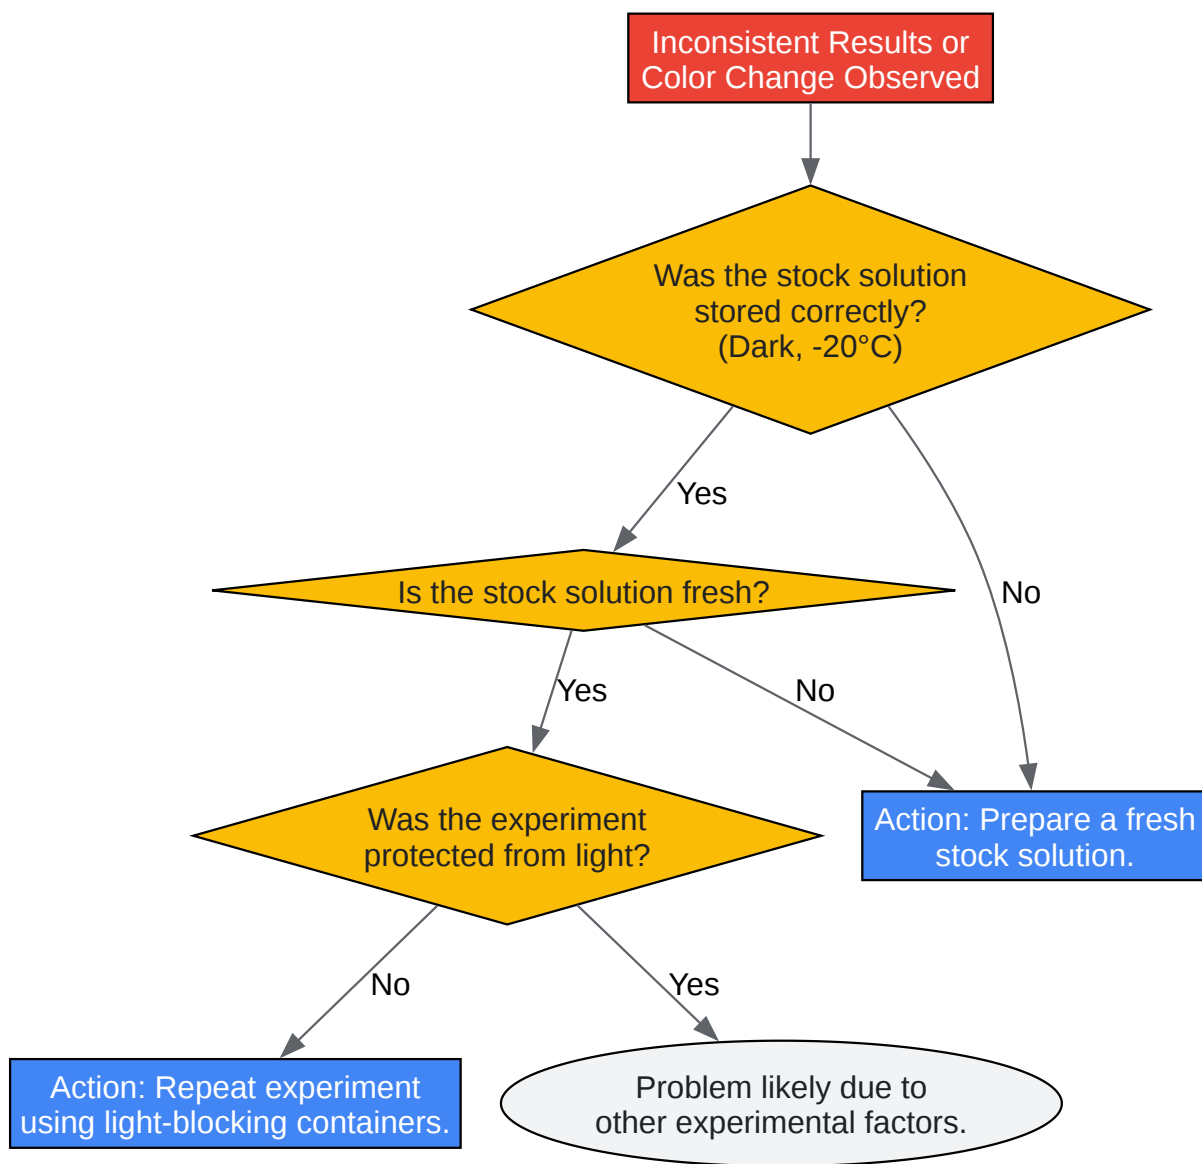 Inconsistent Results or
Color Change Observed
Was the stock solution
stored correctly?
(Dark, -20°C)
Yes
No
Is the stock solution fresh?
Yes
No
Was the experiment
protected from light?
Action: Prepare a fresh
stock solution.
No
Yes
Action: Repeat experiment
using light-blocking containers.
Problem likely due to
other experimental factors.